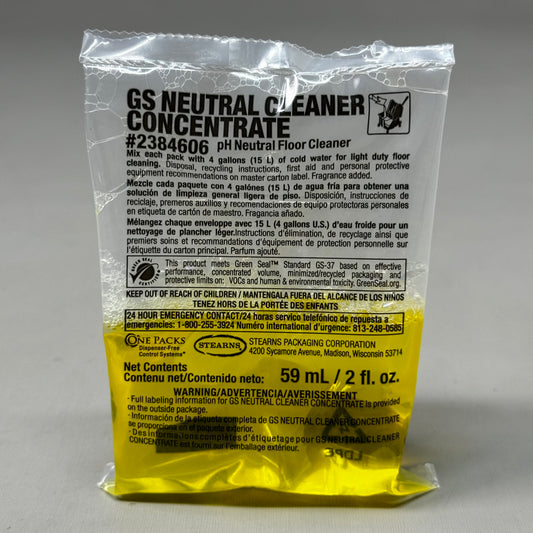 GS NEUTRAL CLEANER
CONCENTRATE
#2384606 pH Neutral Floor Cleaner
Mix each pack with 4 gallons (15 L) of cold water for light duty floor
cleaning. Disposal, recycling instructions, first aid and personal protective
equipment recommendations on master carton label. Fragrance added.
Mezcle cada paquete con 4 galónes (15 L) de agua fria para obtener una
solución de limpieza general ligera de piso. Disposición, instrucciones de
reciclaje, premeros auxilios y recomendaciones de equipo protectoras personales
en etiqueta de cartón de maestro. Fragancia añado.
Mélangez chaque enveloppe avec 15 L (4 gallons U.S.) d'eau froide pour un
nettoyage de plancher léger.Instructions d'élimination, de recyclage ainsi que
premiers soins et recommandations d'équipement de protection personnelle sur
l'étiquette du carton principal. Parfum ajouté.
GREEN SEAL
CERTIFIED
This product meets Green Seal™ Standard GS-37 based on effective
performance, concentrated volume, minimized/recycled packaging and
protective limits on: VOCs and human & environmental toxicity. GreenSeal.org.
KEEP OUT OF REACH OF CHILDREN / MANTENGALA FUERA DEL ALCANCE DE LOS NIÑOS
TENEZ HORS DE LA PORTÉE DES ENFANTS
24 HOUR EMERGENCY CONTACT/24 horas servico telefónico de repuesta a
emergencies: 1-800-255-3924 Numéro international d'urgence: 813-248-0585
ONE PACKS
Dispenser-Free
Control Systems®
STEARNS
STEARNS PACKAGING CORPORATION
4200 Sycamore Avenue, Madison, Wisconsin 53714
Net Contents
Contenu net/Contenido neto: 59 mL / 2 fl. oz.
WARNING/ADVERTENCIA/AVERISSEMENT
· Full labeling information for GS NEUTRAL CLEANER CONCENTRATE is provided
on the outside package.
· Información de la etiqueta completa de GS NEUTRAL CLEANER CONCENTRATE
se proporciona en el paquete exterior.
· Des informations complètes d'étiquetage pour GS NEUTRAL CLEANER
CONCENTRATE est fourni sur l'emballage extérieur.
4
LDPE